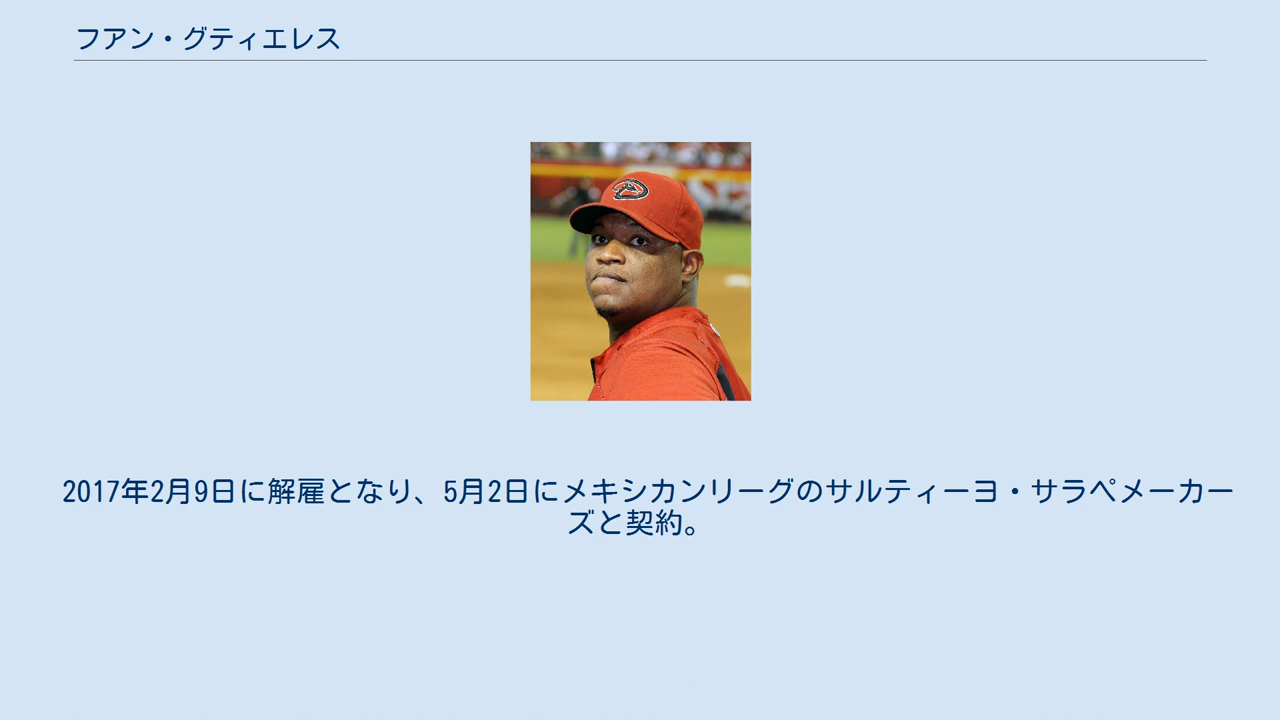 フアン・グティエレス
2017年2月9日に解雇となり、5月2日にメキシカンリーグのサルティーヨ・サラペメーカー
ズと契約。